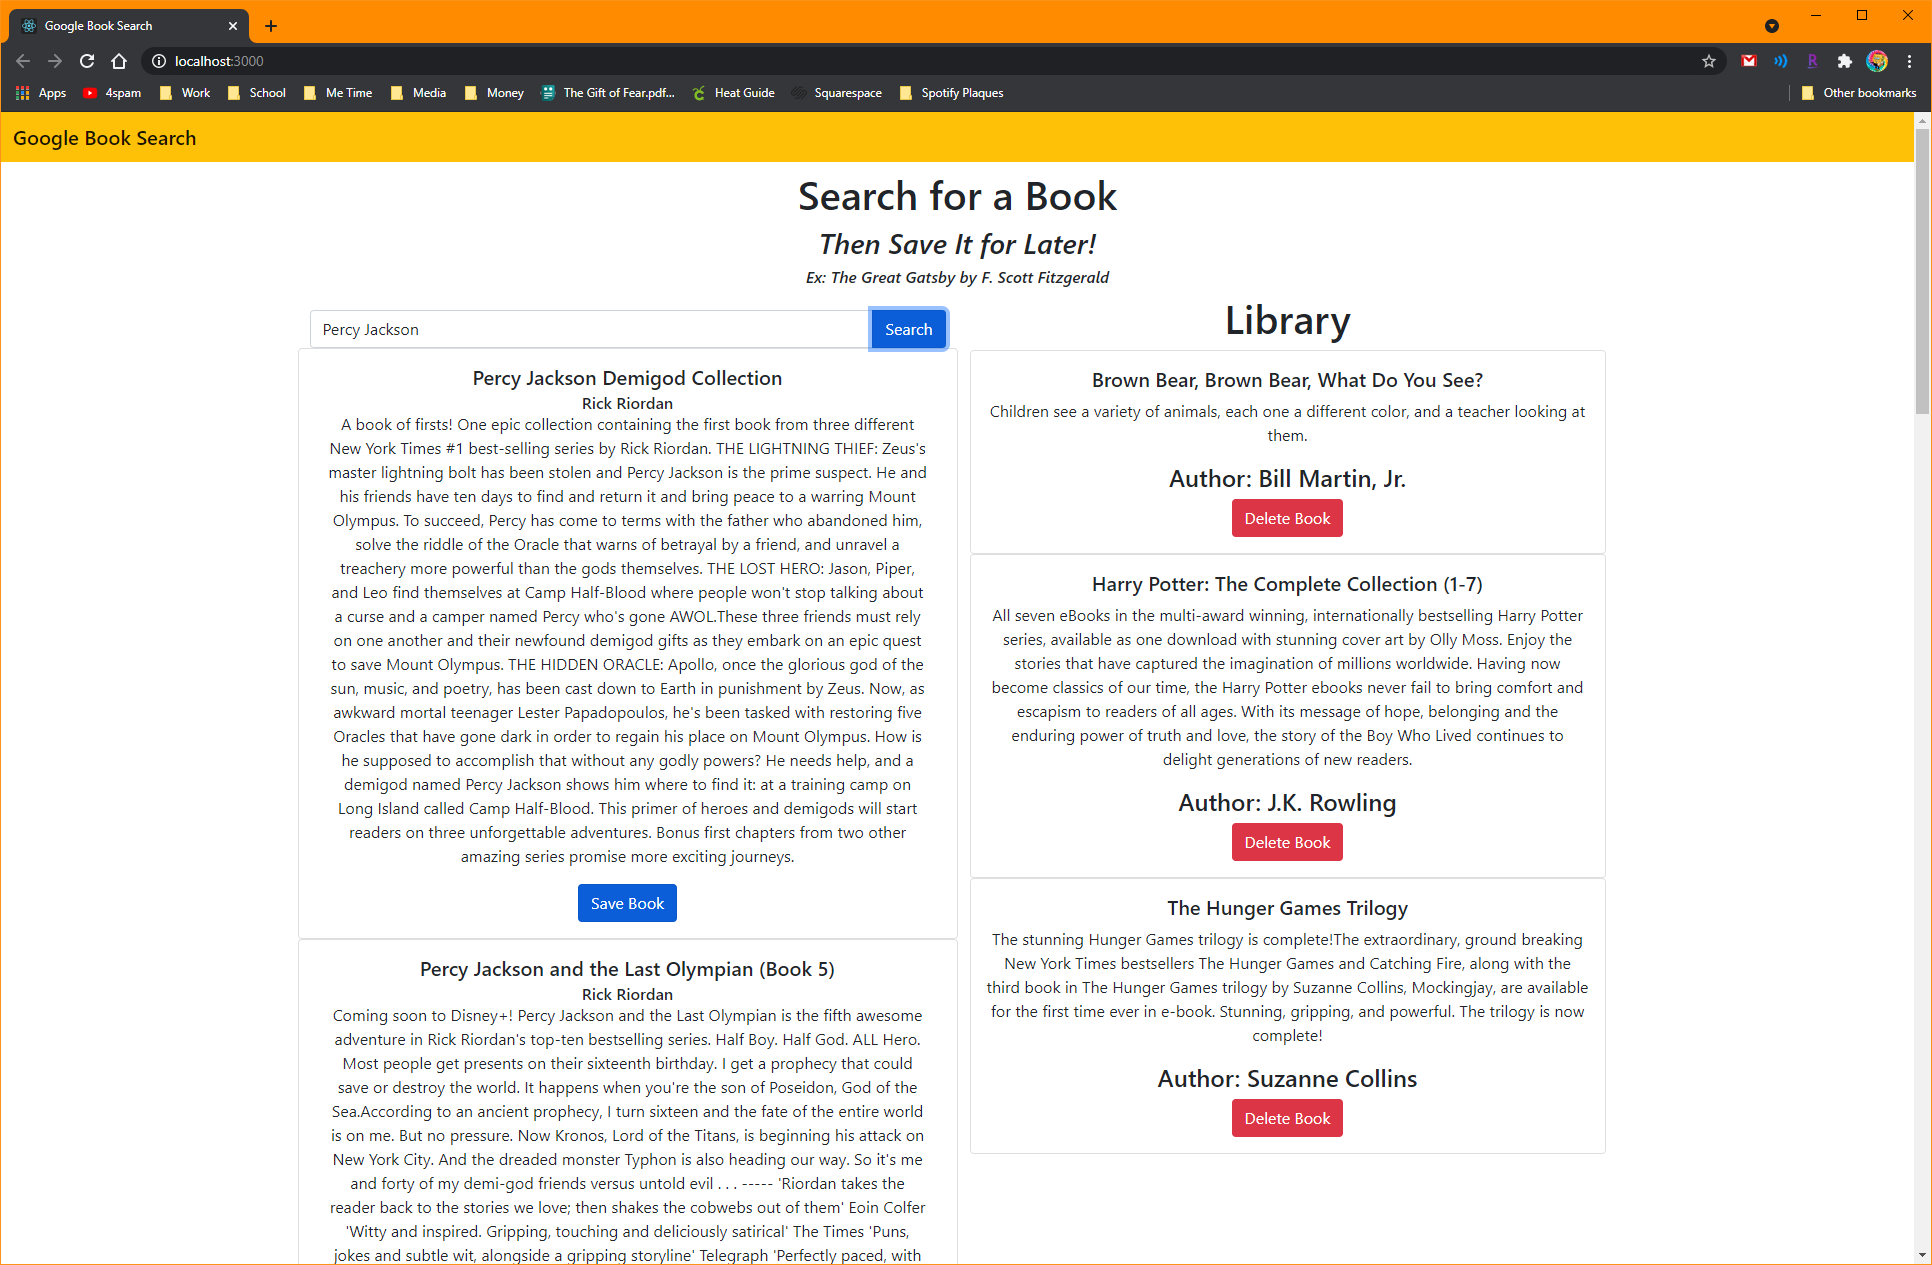 Google Book Search
localhost:3000
Apps
4spam
Work
School
Me Time
Media
Money
The Gift of Fear.pdf...
Heat Guide
Squarespace
Spotify Plaques
Other bookmarks
Google Book Search
Search for a Book
Then Save It for Later!
Ex: The Great Gatsby by F. Scott Fitzgerald
Percy Jackson
Search
Percy Jackson Demigod Collection
Rick Riordan
A book of firsts! One epic collection containing the first book from three different
New York Times #1 best-selling series by Rick Riordan. THE LIGHTNING THIEF: Zeus's
master lightning bolt has been stolen and Percy Jackson is the prime suspect. He and
his friends have ten days to find and return it and bring peace to a warring Mount
Olympus. To succeed, Percy has come to terms with the father who abandoned him,
solve the riddle of the Oracle that warns of betrayal by a friend, and unravel a
treachery more powerful than the gods themselves. THE LOST HERO: Jason, Piper,
and Leo find themselves at Camp Half-Blood where people won't stop talking about
a curse and a camper named Percy who's gone AWOL.These three friends must rely
on one another and their newfound demigod gifts as they embark on an epic quest
to save Mount Olympus. THE HIDDEN ORACLE: Apollo, once the glorious god of the
sun, music, and poetry, has been cast down to Earth in punishment by Zeus. Now, as
awkward mortal teenager Lester Papadopoulos, he's been tasked with restoring five
Oracles that have gone dark in order to regain his place on Mount Olympus. How is
he supposed to accomplish that without any godly powers? He needs help, and a
demigod named Percy Jackson shows him where to find it: at a training camp on
Long Island called Camp Half-Blood. This primer of heroes and demigods will start
readers on three unforgettable adventures. Bonus first chapters from two other
amazing series promise more exciting journeys.
Save Book
Percy Jackson and the Last Olympian (Book 5)
Rick Riordan
Coming soon to Disney+! Percy Jackson and the Last Olympian is the fifth awesome
adventure in Rick Riordan's top-ten bestselling series. Half Boy. Half God. ALL Hero.
Most people get presents on their sixteenth birthday. I get a prophecy that could
save or destroy the world. It happens when you're the son of Poseidon, God of the
Sea.According to an ancient prophecy, I turn sixteen and the fate of the entire world
is on me. But no pressure. Now Kronos, Lord of the Titans, is beginning his attack on
New York City. And the dreaded monster Typhon is also heading our way. So it's me
and forty of my demi-god friends versus untold evil . . . ----- 'Riordan takes the
reader back to the stories we love; then shakes the cobwebs out of them' Eoin Colfer
'Witty and inspired. Gripping, touching and deliciously satirical' The Times 'Puns,
jokes and subtle wit, alongside a gripping storyline' Telegraph 'Perfectly paced, with
Library
Brown Bear, Brown Bear, What Do You See?
Children see a variety of animals, each one a different color, and a teacher looking at
them.
Author: Bill Martin, Jr.
Delete Book
Harry Potter: The Complete Collection (1-7)
All seven eBooks in the multi-award winning, internationally bestselling Harry Potter
series, available as one download with stunning cover art by Olly Moss. Enjoy the
stories that have captured the imagination of millions worldwide. Having now
become classics of our time, the Harry Potter ebooks never fail to bring comfort and
escapism to readers of all ages. With its message of hope, belonging and the
enduring power of truth and love, the story of the Boy Who Lived continues to
delight generations of new readers.
Author: J.K. Rowling
Delete Book
The Hunger Games Trilogy
The stunning Hunger Games trilogy is complete!The extraordinary, ground breaking
New York Times bestsellers The Hunger Games and Catching Fire, along with the
third book in The Hunger Games trilogy by Suzanne Collins, Mockingjay, are available
for the first time ever in e-book. Stunning, gripping, and powerful. The trilogy is now
complete!
Author: Suzanne Collins
Delete Book